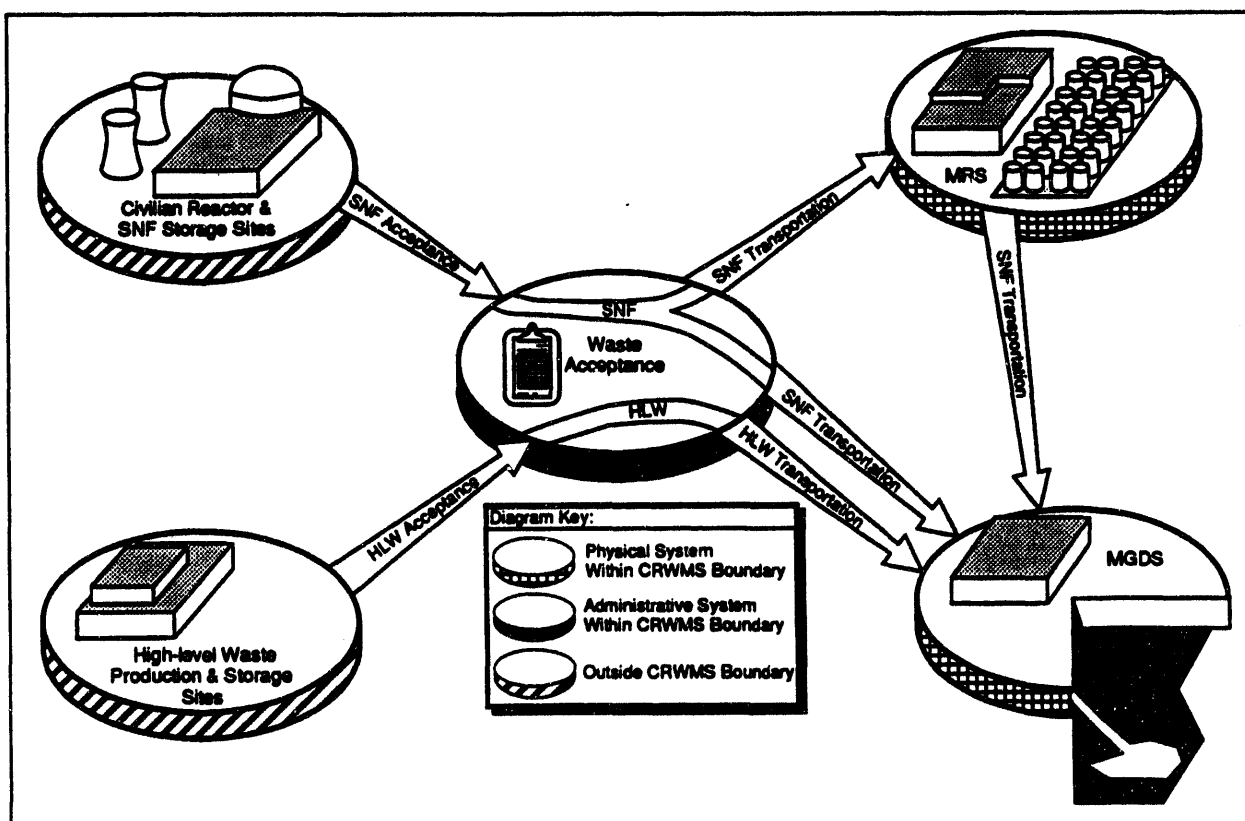 Civilian Reactor &
SNF Storage Sites
SNF Acceptance
SNF Transportation
MRS
SNF
Waste
Acceptance
HLW
SNF Transportation
SNF Transportation
HLW Transportation
HLW Acceptance
High-level Waste
Production & Storage
Sites
Diagram Key:
Physical System
Within CRWMS Boundary
Administrative System
Within CRWMS Boundary
Outside CRWMS Boundary
MGDS